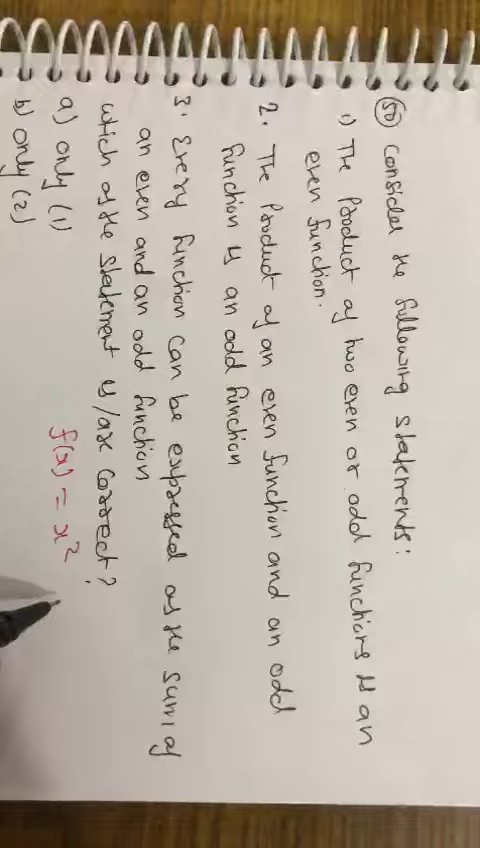 50 Consider the following statements:
1) The Product of two even or odd functions is an
even function.
2. The Product of an even function and an odd
function is an odd function
3. Every function can be expressed as the sum of
an even and an odd function
which of the statement is/are correct?
a) only (1)
b) only (2)
f(x) = x²